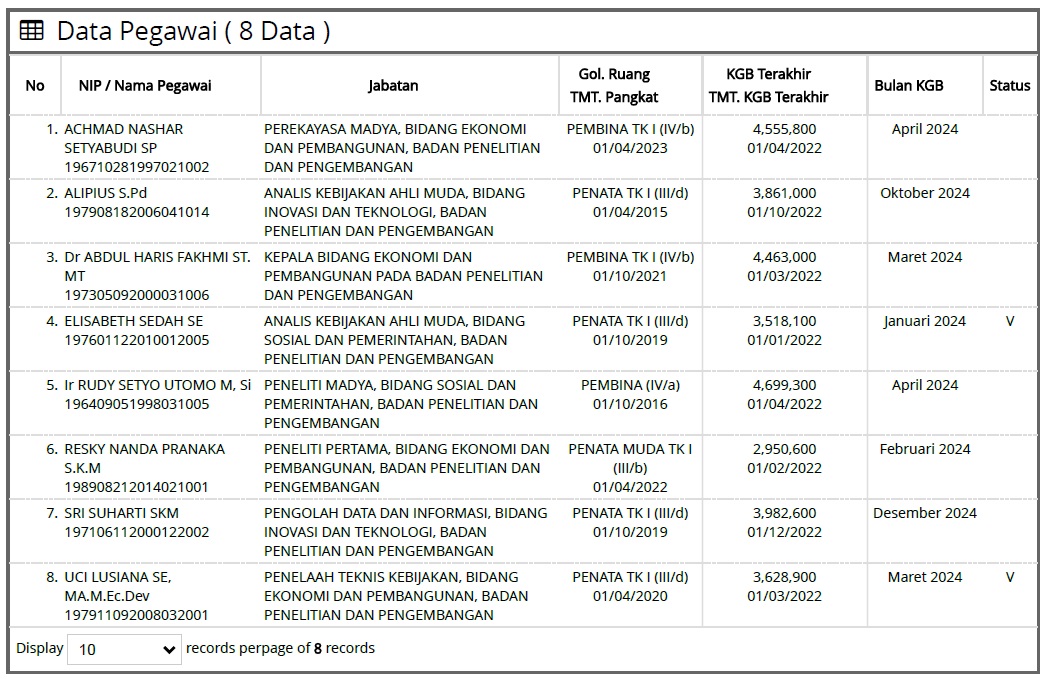 Data Pegawai ( 8 Data )
No
NIP / Nama Pegawai
Jabatan
Gol. Ruang
TMT. Pangkat
KGB Terakhir
TMT. KGB Terakhir
Bulan KGB
Status
1.
ACHMAD NASHAR
SETYABUDI SP
196710281997021002
PEREKAYASA MADYA, BIDANG EKONOMI
DAN PEMBANGUNAN, BADAN PENELITIAN
DAN PENGEMBANGAN
PEMBINA TK I (IV/b)
01/04/2023
4,555,800
01/04/2022
April 2024
2.
ALIPIUS S.Pd
197908182006041014
ANALIS KEBIJAKAN AHLI MUDA, BIDANG
INOVASI DAN TEKNOLOGI, BADAN
PENELITIAN DAN PENGEMBANGAN
PENATA TK I (III/d)
01/04/2015
3,861,000
01/10/2022
Oktober 2024
3.
Dr ABDUL HARIS FAKHMI ST.
MT
197305092000031006
KEPALA BIDANG EKONOMI DAN
PEMBANGUNAN PADA BADAN PENELITIAN
DAN PENGEMBANGAN
PEMBINA TK I (IV/b)
01/10/2021
4,463,000
01/03/2022
Maret 2024
4.
ELISABETH SEDAH SE
197601122010012005
ANALIS KEBIJAKAN AHLI MUDA, BIDANG
SOSIAL DAN PEMERINTAHAN, BADAN
PENELITIAN DAN PENGEMBANGAN
PENATA TK I (III/d)
01/10/2019
3,518,100
01/01/2022
Januari 2024
V
5.
Ir RUDY SETYO UTOMO M, Si
196409051998031005
PENELITI MADYA, BIDANG SOSIAL DAN
PEMERINTAHAN, BADAN PENELITIAN DAN
PENGEMBANGAN
PEMBINA (IV/a)
01/10/2016
4,699,300
01/04/2022
April 2024
6.
RESKY NANDA PRANAKA
S.K.M
198908212014021001
PENELITI PERTAMA, BIDANG EKONOMI DAN
PEMBANGUNAN, BADAN PENELITIAN DAN
PENGEMBANGAN
PENATA MUDA TK I
(III/b)
01/04/2022
2,950,600
01/02/2022
Februari 2024
7.
SRI SUHARTI SKM
197106112000122002
PENGOLAH DATA DAN INFORMASI, BIDANG
INOVASI DAN TEKNOLOGI, BADAN
PENELITIAN DAN PENGEMBANGAN
PENATA TK I (III/d)
01/10/2019
3,982,600
01/12/2022
Desember 2024
8.
UCI LUSIANA SE,
MA.M.Ec.Dev
197911092008032001
PENELAAH TEKNIS KEBIJAKAN, BIDANG
EKONOMI DAN PEMBANGUNAN, BADAN
PENELITIAN DAN PENGEMBANGAN
PENATA TK I (III/d)
01/04/2020
3,628,900
01/03/2022
Maret 2024
V
Display 10 records perpage of 8 records